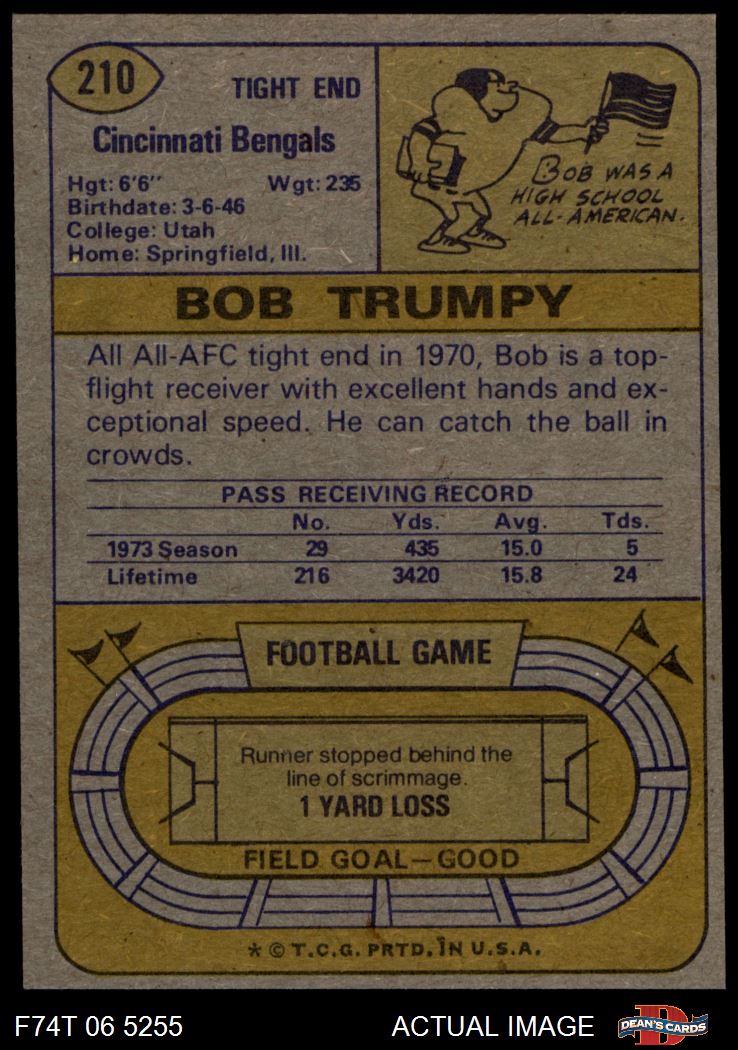 210
TIGHT END
Cincinnati Bengals
Hgt: 6'6" Wgt: 235
Birthdate: 3-6-46
College: Utah
Home: Springfield, Ill.
BOB WAS A
HIGH SCHOOL
ALL-AMERICAN.
BOB TRUMPY
All All-AFC tight end in 1970, Bob is a top-
flight receiver with excellent hands and ex-
ceptional speed. He can catch the ball in
crowds.
PASS RECEIVING RECORD
No. Yds. Avg. Tds.
1973 Season 29 435 15.0 5
Lifetime 216 3420 15.8 24
FOOTBALL GAME
Runner stopped behind the
line of scrimmage.
1 YARD LOSS
FIELD GOAL—GOOD
* © T.C.G. PRTD. IN U.S.A.
F74T 06 5255 ACTUAL IMAGE
D
DEAN'S CARDS